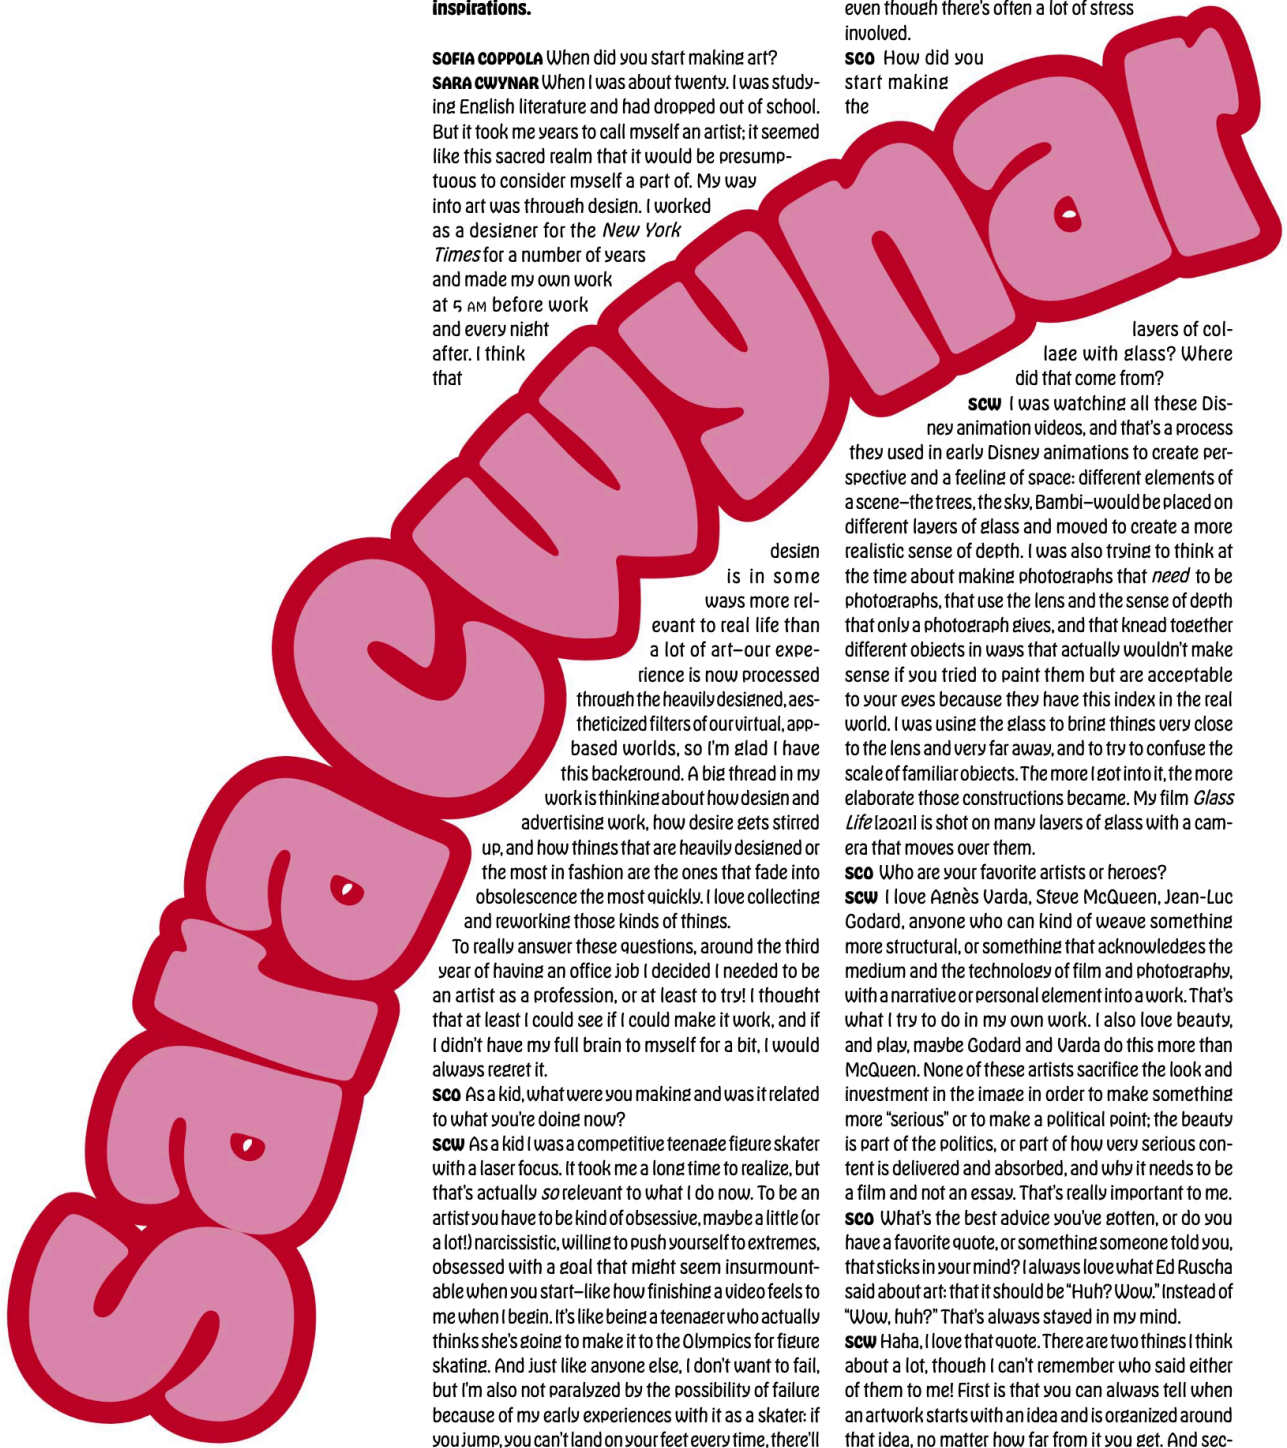 inspirations.
SOFIA COPPOLA When did you start making art?
SARA CWYNAR When I was about twenty. I was study-
ing English literature and had dropped out of school.
But it took me years to call myself an artist; it seemed
like this sacred realm that it would be presump-
tuous to consider myself a part of. My way
into art was through design. I worked
as a designer for the New York
Times for a number of years
and made my own work
at 5 AM before work
and every night
after. I think
that
design
is in some
ways more rel-
evant to real life than
a lot of art—our expe-
rience is now processed
through the heavily designed, aes-
theticized filters of our virtual, app-
based worlds, so I'm glad I have
this background. A big thread in my
work is thinking about how design and
advertising work, how desire gets stirred
up, and how things that are heavily designed or
the most in fashion are the ones that fade into
obsolescence the most quickly. I love collecting
and reworking those kinds of things.
To really answer these questions, around the third
year of having an office job I decided I needed to be
an artist as a profession, or at least to try! I thought
that at least I could see if I could make it work, and if
I didn't have my full brain to myself for a bit, I would
always regret it.
SCO As a kid, what were you making and was it related
to what you're doing now?
SCW As a kid I was a competitive teenage figure skater
with a laser focus. It took me a long time to realize, but
that's actually so relevant to what I do now. To be an
artist you have to be kind of obsessive, maybe a little (or
a lot!) narcissistic, willing to push yourself to extremes,
obsessed with a goal that might seem insurmount-
able when you start—like how finishing a video feels to
me when I begin. It's like being a teenager who actually
thinks she's going to make it to the Olympics for figure
skating. And just like anyone else, I don't want to fail,
but I'm also not paralyzed by the possibility of failure
because of my early experiences with it as a skater: if
you jump, you can't land on your feet every time, there'll
even though there's often a lot of stress
involved.
SCO How did you
start making
the
layers of col-
lage with glass? Where
did that come from?
SCW I was watching all these Dis-
ney animation videos, and that's a process
they used in early Disney animations to create per-
spective and a feeling of space: different elements of
a scene—the trees, the sky, Bambi—would be placed on
different layers of glass and moved to create a more
realistic sense of depth. I was also trying to think at
the time about making photographs that need to be
photographs, that use the lens and the sense of depth
that only a photograph gives, and that knead together
different objects in ways that actually wouldn't make
sense if you tried to paint them but are acceptable
to your eyes because they have this index in the real
world. I was using the glass to bring things very close
to the lens and very far away, and to try to confuse the
scale of familiar objects. The more I got into it, the more
elaborate those constructions became. My film Glass
Life [2021] is shot on many layers of glass with a cam-
era that moves over them.
SCO Who are your favorite artists or heroes?
SCW I love Agnès Varda, Steve McQueen, Jean-Luc
Godard, anyone who can kind of weave something
more structural, or something that acknowledges the
medium and the technology of film and photography,
with a narrative or personal element into a work. That's
what I try to do in my own work. I also love beauty,
and play, maybe Godard and Varda do this more than
McQueen. None of these artists sacrifice the look and
investment in the image in order to make something
more “serious” or to make a political point; the beauty
is part of the politics, or part of how very serious con-
tent is delivered and absorbed, and why it needs to be
a film and not an essay. That's really important to me.
SCO What's the best advice you've gotten, or do you
have a favorite quote, or something someone told you,
that sticks in your mind? I always love what Ed Ruscha
said about art: that it should be “Huh? Wow.” Instead of
“Wow, huh?” That's always stayed in my mind.
SCW Haha, I love that quote. There are two things I think
about a lot, though I can't remember who said either
of them to me! First is that you can always tell when
an artwork starts with an idea and is organized around
that idea, no matter how far from it you get. And sec-
sara cwynar